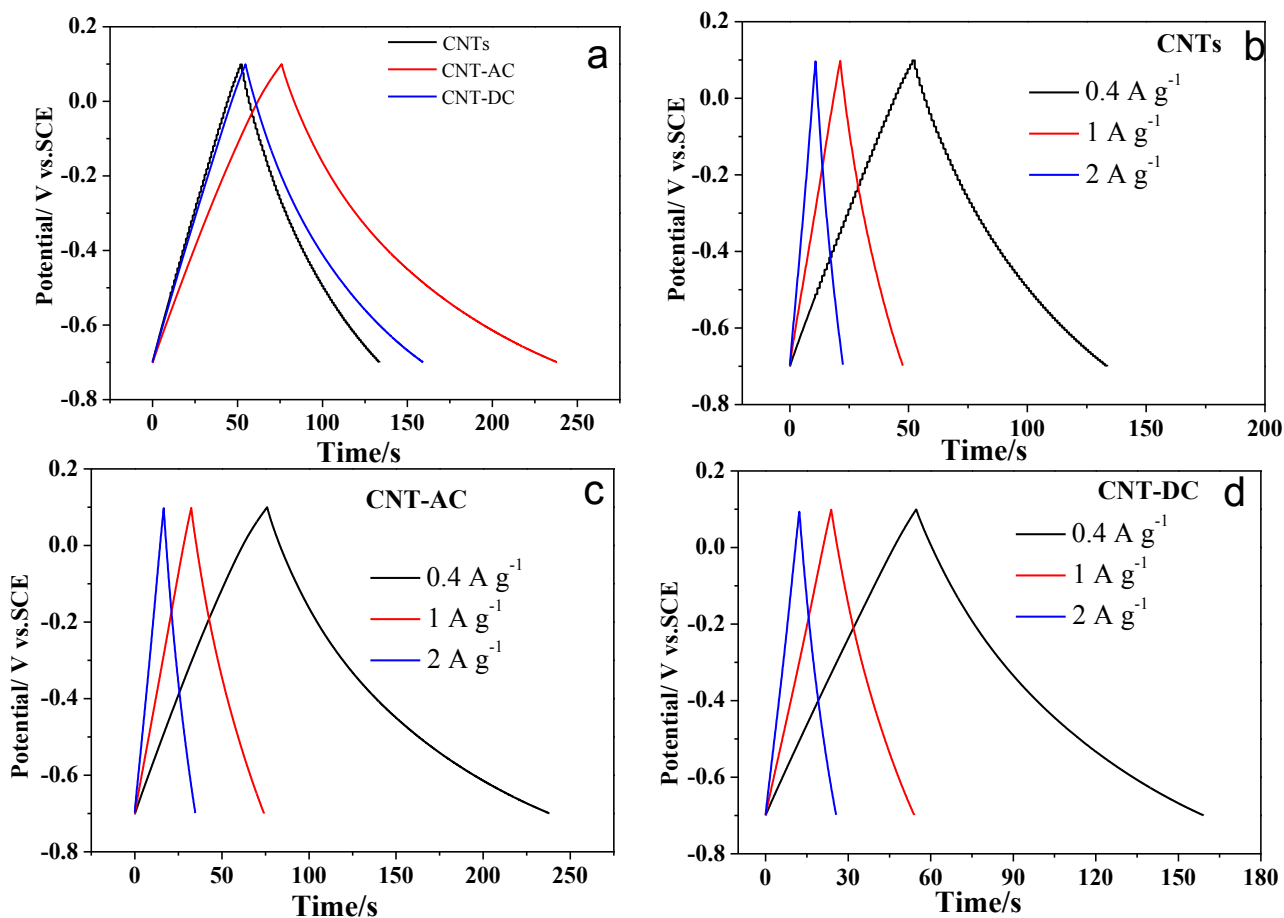 a
CNTs
CNT-AC
CNT-DC
0.2
0.0
-0.2
-0.4
-0.6
-0.8
Potential/ V vs.SCE
0 50 100 150 200 250
Time/s
b
CNTs
0.4 A g⁻¹
1 A g⁻¹
2 A g⁻¹
0.2
0.0
-0.2
-0.4
-0.6
-0.8
Potential/ V vs.SCE
0 50 100 150 200
Time/s
c
CNT-AC
0.4 A g⁻¹
1 A g⁻¹
2 A g⁻¹
0.2
0.0
-0.2
-0.4
-0.6
-0.8
Potential/ V vs.SCE
0 50 100 150 200 250
Time/s
d
CNT-DC
0.4 A g⁻¹
1 A g⁻¹
2 A g⁻¹
0.2
0.0
-0.2
-0.4
-0.6
-0.8
Potential/ V vs.SCE
0 30 60 90 120 150 180
Time/s